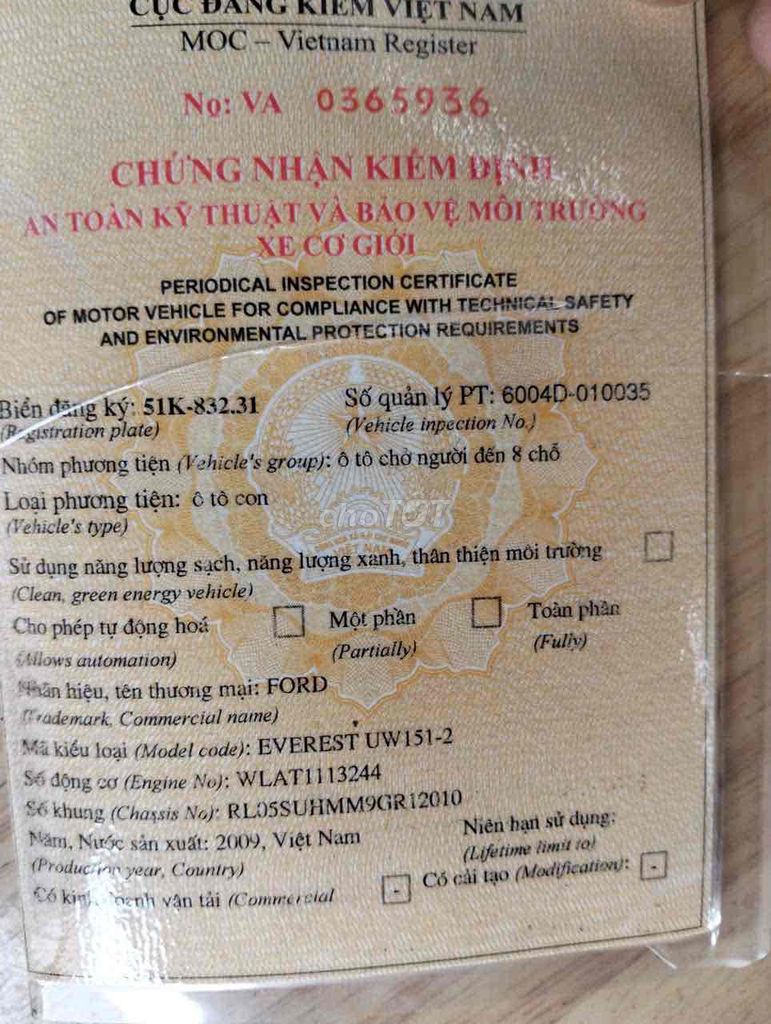 CỤC ĐĂNG KIỂM VIỆT NAM
MOC – Vietnam Register
Nọ: VA 0365936
CHỨNG NHẬN KIỂM ĐỊNH
AN TOÀN KỸ THUẬT VÀ BẢO VỆ MÔI TRƯỜNG
XE CƠ GIỚI
PERIODICAL INSPECTION CERTIFICATE
OF MOTOR VEHICLE FOR COMPLIANCE WITH TECHNICAL SAFETY
AND ENVIRONMENTAL PROTECTION REQUIREMENTS
Biển đăng ký: 51K-832.31 Số quản lý PT: 6004D-010035
(Registration plate) (Vehicle inpection No.)
Nhóm phương tiện (Vehicle's group): ô tô chở người đến 8 chỗ
Loại phương tiện: ô tô con
choTỐT
(Vehicle's type)
Sử dụng năng lượng sạch, năng lượng xanh, thân thiện môi trường
(Clean, green energy vehicle)
Cho phép tự động hoá Một phần Toàn phần
(Allows automation) (Partially) (Fully)
Nhãn hiệu, tên thương mại: FORD
(Trademark, Commercial name)
Mã kiểu loại (Model code): EVEREST UW151-2
Số động cơ (Engine No): WLAT1113244
Số khung (Chassis No): RL05SUHMM9GR12010
Năm, Nước sản xuất: 2009, Việt Nam Niên hạn sử dụng:
(Production year, Country) (Lifetime limit to)
Có kinh doanh vận tải (Commercial - Có cải tạo (Modification): -